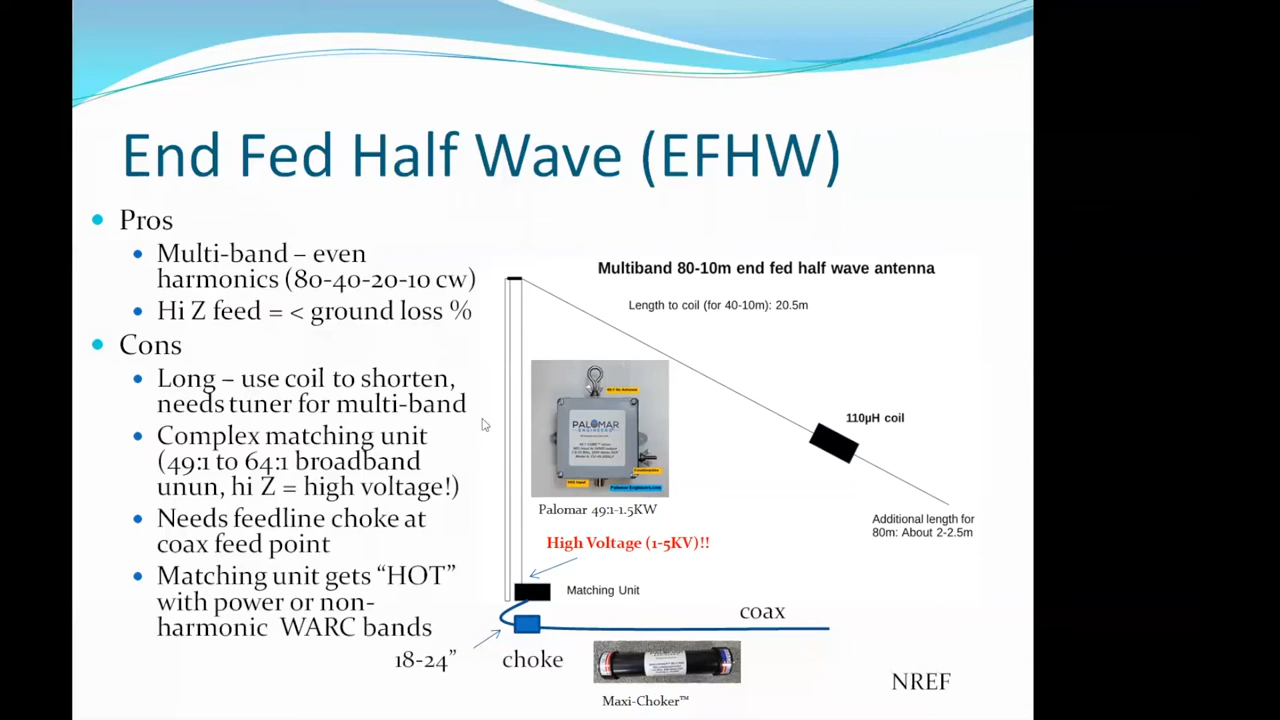 End Fed Half Wave (EFHW)
Pros
Multi-band – even
harmonics (80-40-20-10 cw)
Hi Z feed = < ground loss %
Cons
Long – use coil to shorten,
needs tuner for multi-band
Complex matching unit
(49:1 to 64:1 broadband
unun, hi Z = high voltage!)
Needs feedline choke at
coax feed point
Matching unit gets “HOT”
with power or non-
harmonic WARC bands
18-24”
Multiband 80-10m end fed half wave antenna
Length to coil (for 40-10m): 20.5m
110µH coil
Additional length for
80m: About 2-2.5m
PALOMAR
ENGINEERS
Palomar-Engineers.com
Palomar 49:1-1.5KW
High Voltage (1-5KV)!!
Matching Unit
coax
choke
Maxi-Choker™
NREF